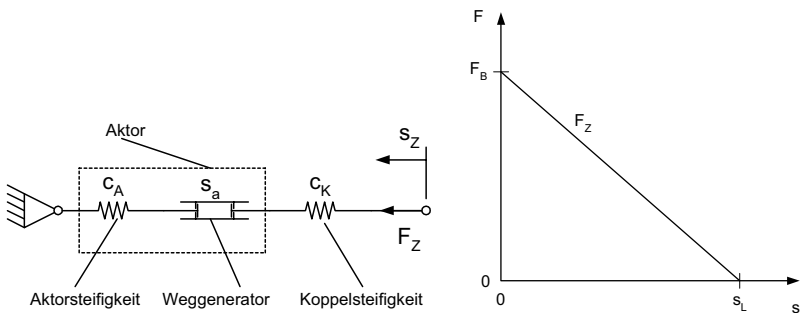 Aktor
c_A
s_a
c_K
s_Z
F_Z
Aktorsteifigkeit
Weggenerator
Koppelsteifigkeit
F
F_B
F_Z
0
0
s_L
s